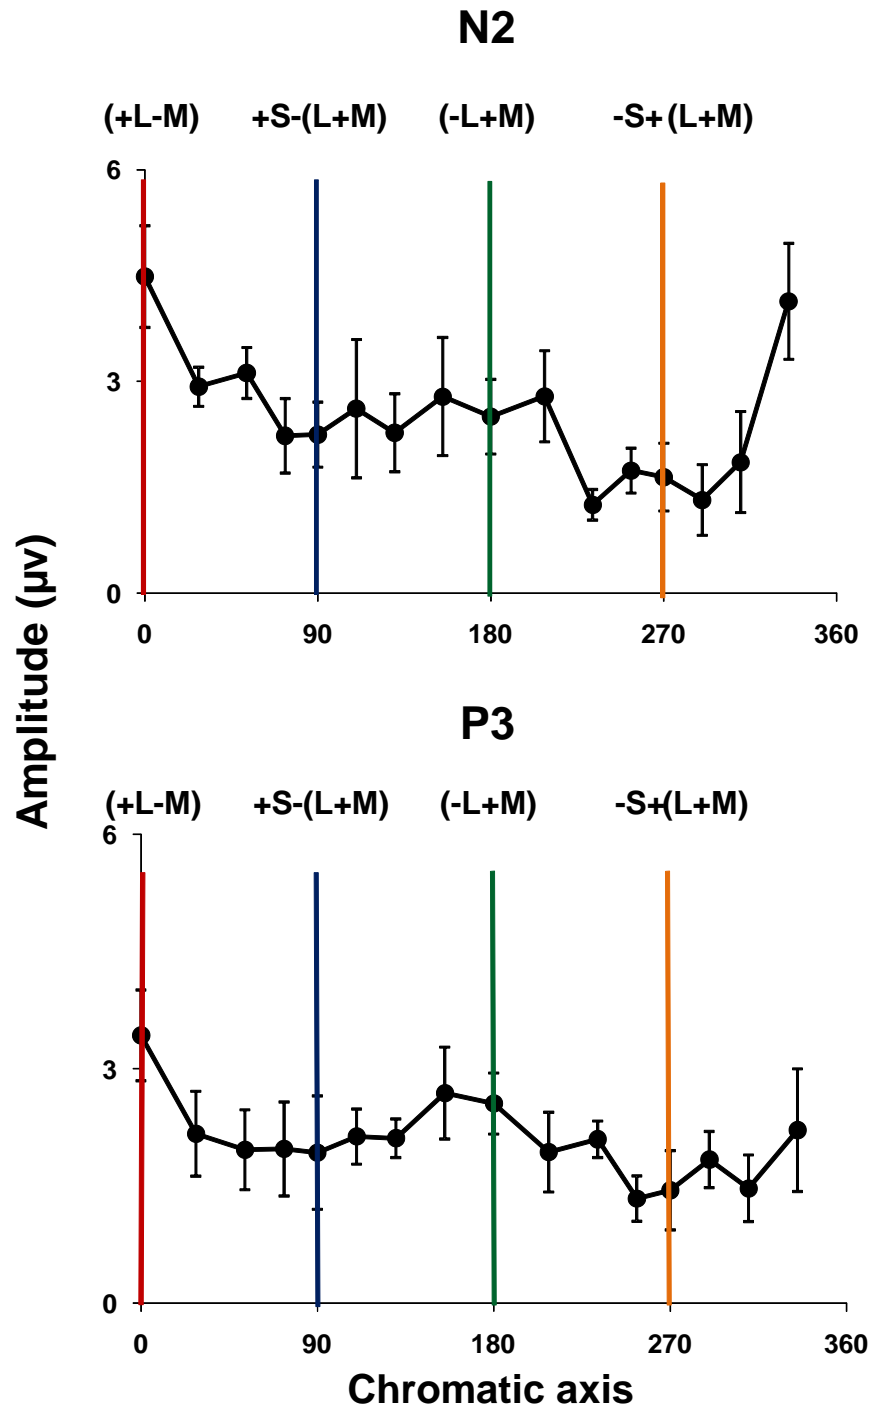 N2
(+L-M) +S-(L+M) (-L+M) -S+(L+M)
6
3
0
0 90 180 270 360
Amplitude (μv)
P3
(+L-M) +S-(L+M) (-L+M) -S+(L+M)
6
3
0
0 90 180 270 360
Chromatic axis